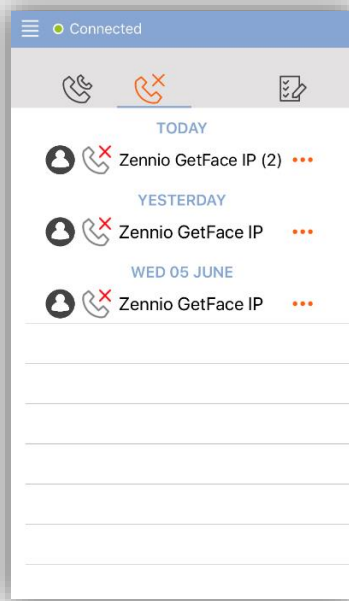 Connected
TODAY
Zennio GetFace IP (2)
YESTERDAY
Zennio GetFace IP
WED 05 JUNE
Zennio GetFace IP